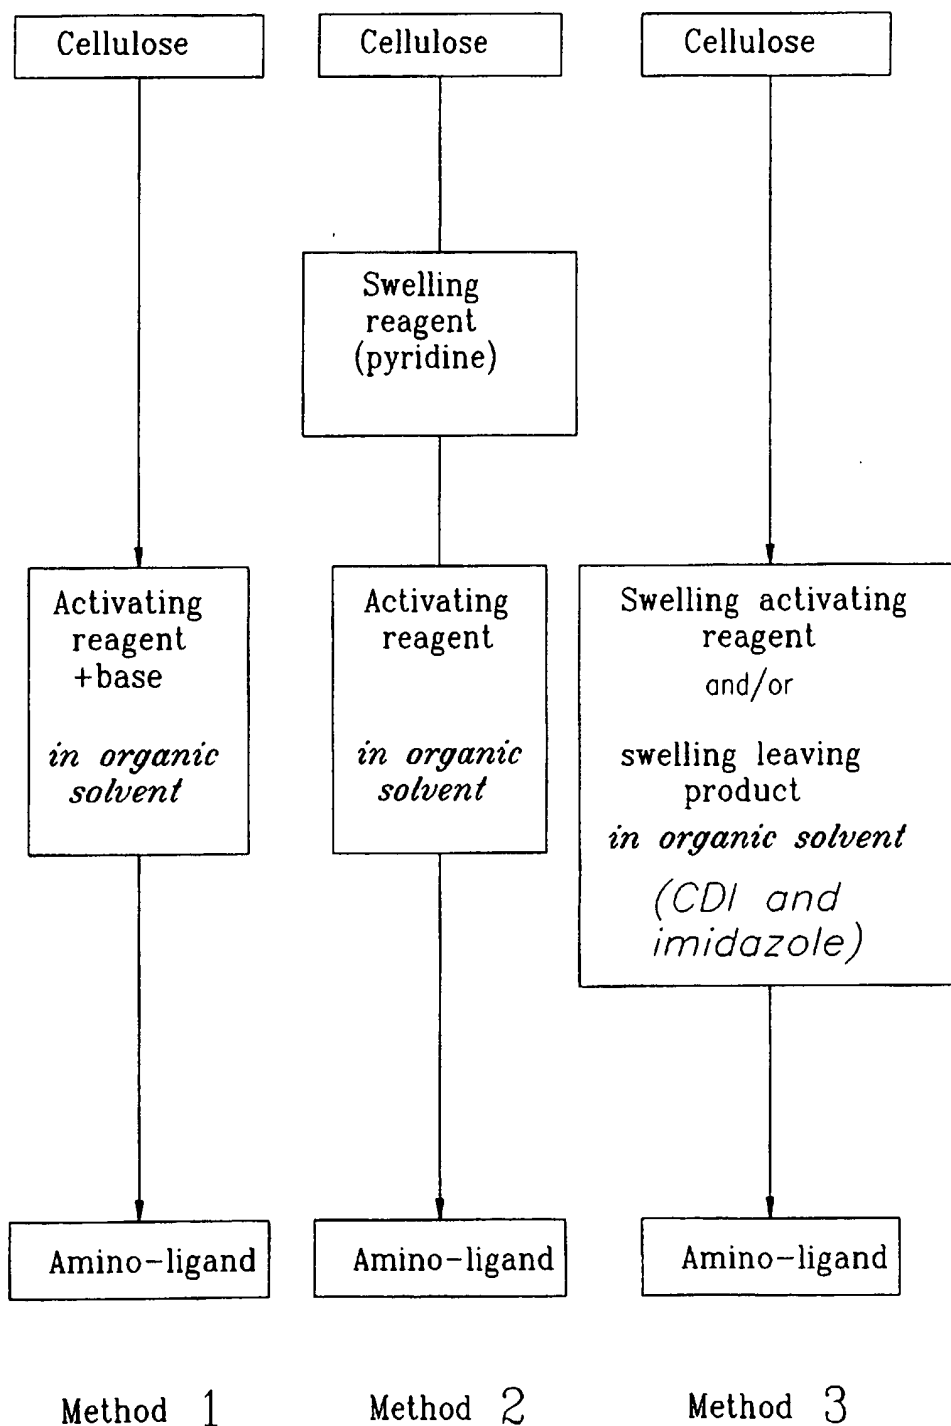 Cellulose
Activating
reagent
+base
in organic
solvent
Amino-ligand
Method 1
Cellulose
Swelling
reagent
(pyridine)
Activating
reagent
in organic
solvent
Amino-ligand
Method 2
Cellulose
Swelling activating
reagent
and/or
swelling leaving
product
in organic solvent
(CDI and
imidazole)
Amino-ligand
Method 3